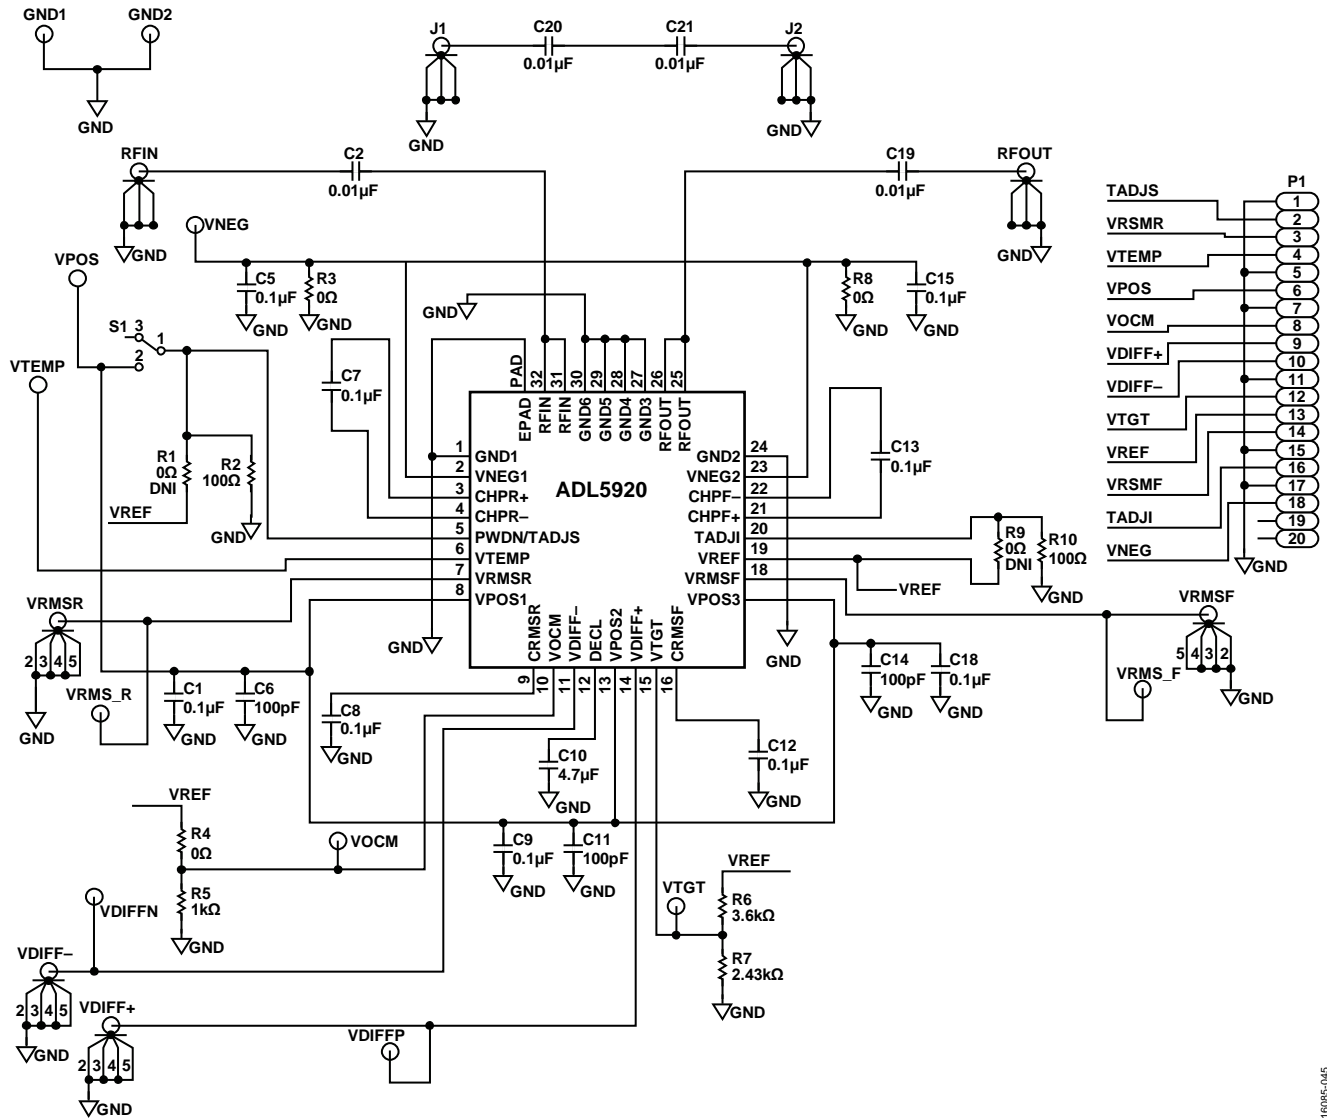 GND1
GND2
GND
J1
C20
0.01µF
C21
0.01µF
J2
GND
GND
RFIN
C2
0.01µF
GND
C19
0.01µF
RFOUT
GND
VNEG
VPOS
C5
0.1µF
GND
R3
0Ω
GND
GND
R8
0Ω
GND
C15
0.1µF
GND
S1
3
1
2
VTEMP
C7
0.1µF
R1
0Ω
DNI
R2
100Ω
VREF
GND
PAD
32
31
30
29
28
27
26
25
EPAD
RFIN
RFIN
GND6
GND5
GND4
GND3
RFOUT
RFOUT
ADL5920
1
GND1
2
VNEG1
3
CHPR+
4
CHPR–
5
PWDN/TADJS
6
VTEMP
7
VRMSR
8
VPOS1
24
GND2
23
VNEG2
22
CHPF–
21
CHPF+
20
TADJI
19
VREF
18
VRMSF
VPOS3
CRMSR
VOCM
VDIFF–
DECL
VPOS2
VDIFF+
VTGT
CRMSF
9
10
11
12
13
14
15
16
C13
0.1µF
R9
0Ω
DNI
R10
100Ω
GND
VREF
GND
GND
TADJS
VRSMR
VTEMP
VPOS
VOCM
VDIFF+
VDIFF–
VTGT
VREF
VRSMF
TADJI
VNEG
P1
1
2
3
4
5
6
7
8
9
10
11
12
13
14
15
16
17
18
19
20
GND
VRMSR
2 3 4 5
GND
VRMS_R
C1
0.1µF
GND
C6
100pF
GND
C8
0.1µF
GND
C10
4.7µF
GND
C12
0.1µF
GND
C14
100pF
GND
C18
0.1µF
GND
VRMSF
5 4 3 2
GND
VRMS_F
VREF
R4
0Ω
R5
1kΩ
GND
VOCM
C9
0.1µF
GND
C11
100pF
GND
VTGT
VREF
R6
3.6kΩ
R7
2.43kΩ
GND
VDIFFN
VDIFF–
2 3 4 5
GND
VDIFF+
2 3 4 5
GND
VDIFFP
16085-045